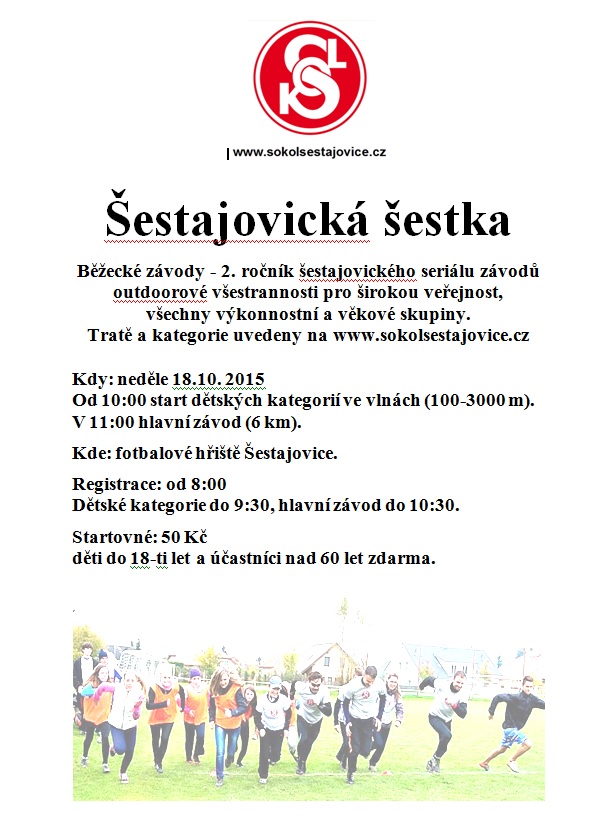 SOKOL
| www.sokolsestajovice.cz
Šestajovická šestka
Běžecké závody - 2. ročník šestajovického seriálu závodů
outdoorové všestrannosti pro širokou veřejnost,
všechny výkonnostní a věkové skupiny.
Tratě a kategorie uvedeny na www.sokolsestajovice.cz
Kdy: neděle 18.10. 2015
Od 10:00 start dětských kategorií ve vlnách (100-3000 m).
V 11:00 hlavní závod (6 km).
Kde: fotbalové hřiště Šestajovice.
Registrace: od 8:00
Dětské kategorie do 9:30, hlavní závod do 10:30.
Startovné: 50 Kč
děti do 18-ti let a účastníci nad 60 let zdarma.